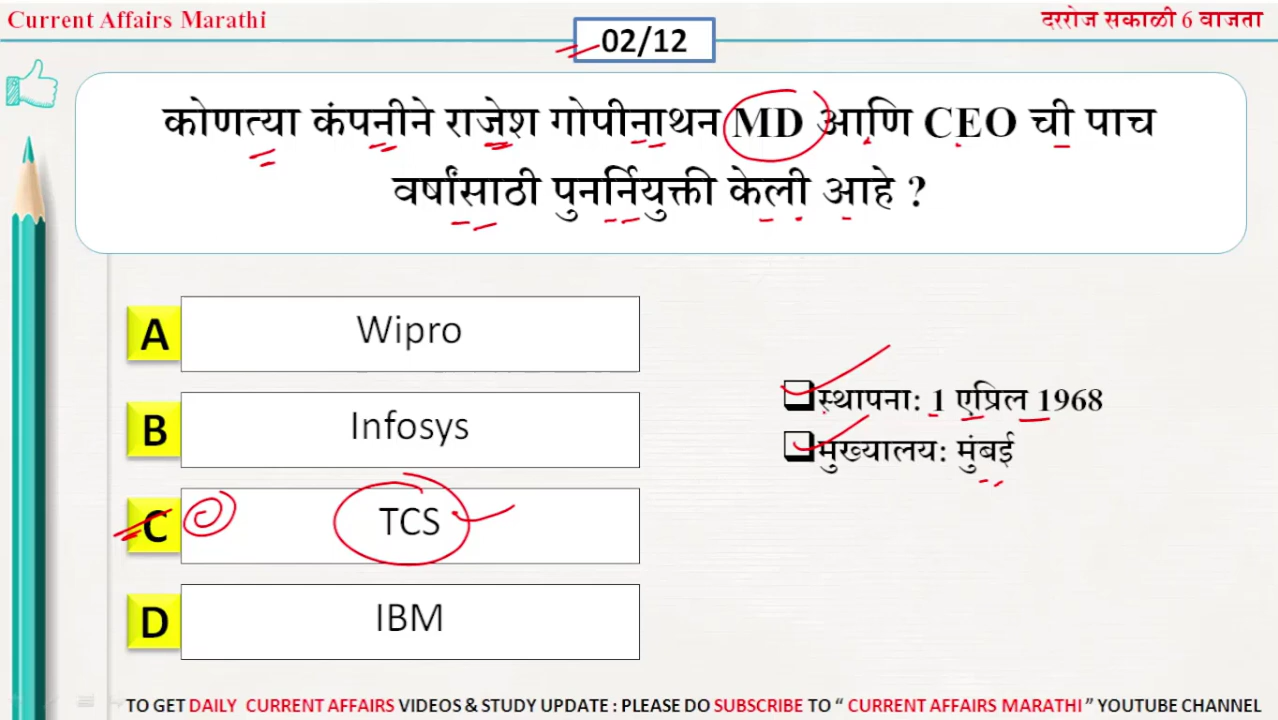 Current Affairs Marathi
दररोज सकाळी 6 वाजता
02/12
कोणत्या कंपनीने राजेश गोपीनाथन MD आणि CEO ची पाच
वर्षांसाठी पुनर्नियुक्ती केली आहे ?
A Wipro
B Infosys
C TCS
D IBM
स्थापना: 1 एप्रिल 1968
मुख्यालय: मुंबई
TO GET DAILY CURRENT AFFAIRS VIDEOS & STUDY UPDATE : PLEASE DO SUBSCRIBE TO “ CURRENT AFFAIRS MARATHI ” YOUTUBE CHANNEL